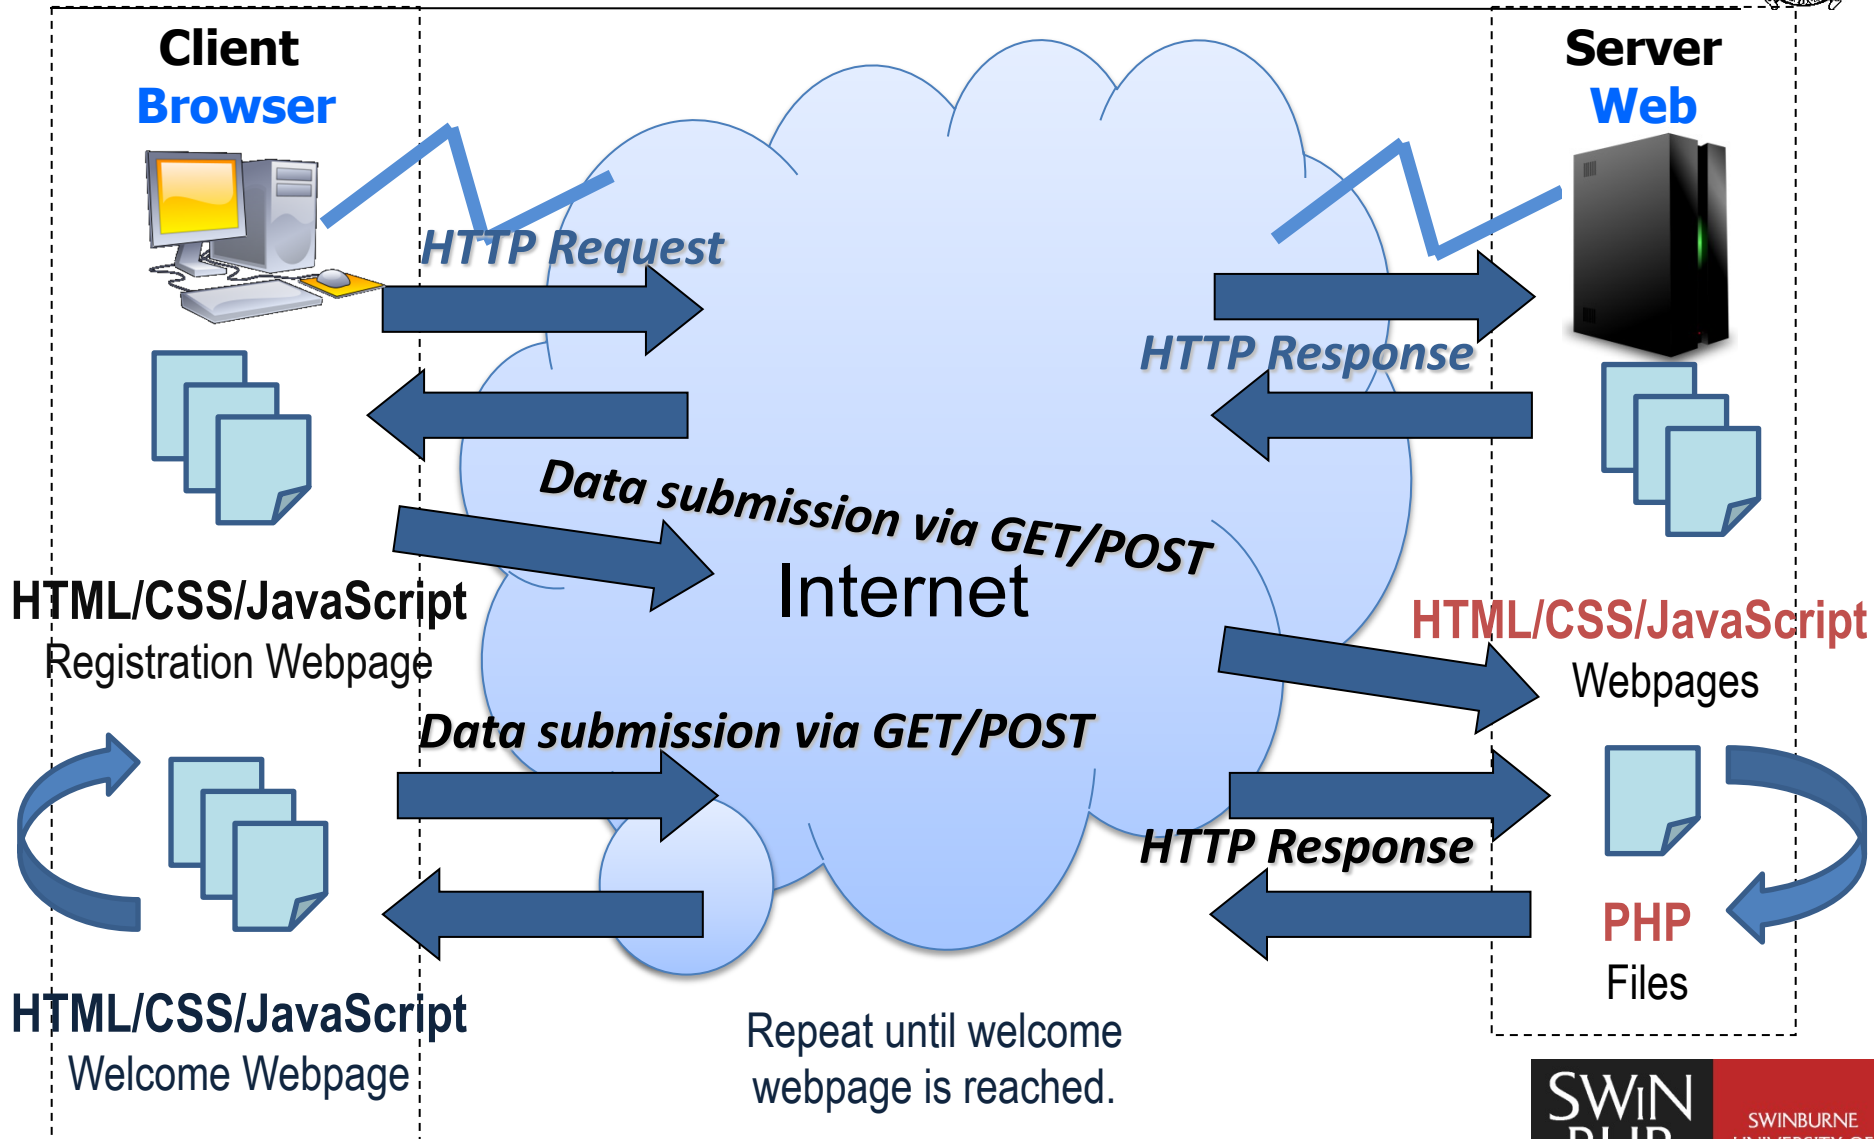 Client
Browser
Server
Web
HTTP Request
HTTP Response
Data submission via GET/POST
Internet
HTML/CSS/JavaScript
Registration Webpage
HTML/CSS/JavaScript
Webpages
Data submission via GET/POST
HTTP Response
PHP
Files
HTML/CSS/JavaScript
Welcome Webpage
Repeat until welcome
webpage is reached.
SWIN
SWINBURNE